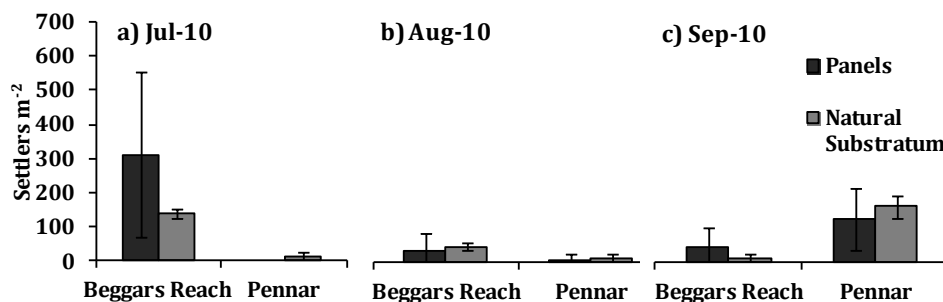 700
600
500
400
300
200
100
0
Settlers m⁻²
a) Jul-10
b) Aug-10
c) Sep-10
Panels
Natural
Substratum
Beggars Reach Pennar
Beggars Reach Pennar
Beggars Reach Pennar